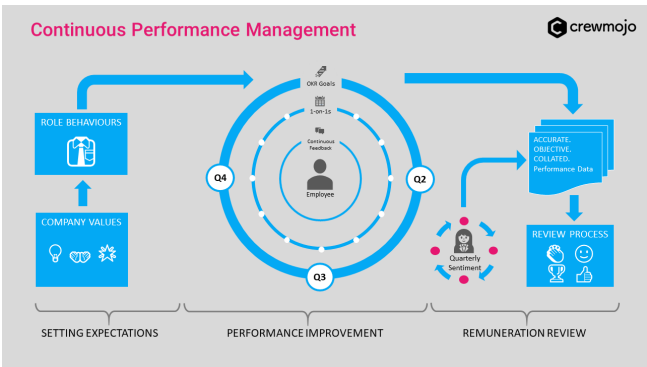 Continuous Performance Management
crewmojo
OKR Goals
1-on-1s
Continuous
Feedback
Employee
Q4
Q2
Q3
ROLE BEHAVIOURS
COMPANY VALUES
ACCURATE.
OBJECTIVE.
COLLATED.
Performance Data
Quarterly
Sentiment
REVIEW PROCESS
SETTING EXPECTATIONS
PERFORMANCE IMPROVEMENT
REMUNERATION REVIEW